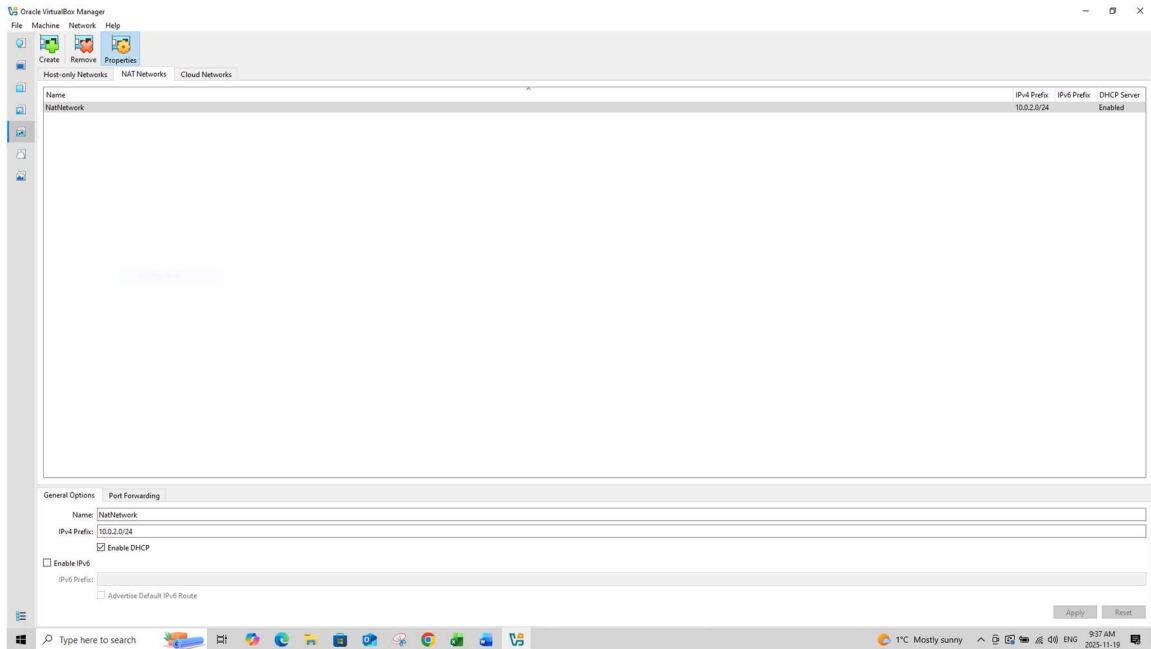 Oracle VirtualBox Manager
File Machine Network Help
Create Remove Properties
Host-only Networks NAT Networks Cloud Networks
Name IPv4 Prefix IPv6 Prefix DHCP Server
NatNetwork 10.0.2.0/24 Enabled
General Options Port Forwarding
Name: NatNetwork
IPv4 Prefix: 10.0.2.0/24
Enable DHCP
Enable IPv6
IPv6 Prefix:
Advertise Default IPv6 Route
Apply Reset
Type here to search 1°C Mostly sunny ENG 9:37 AM
2025-11-19